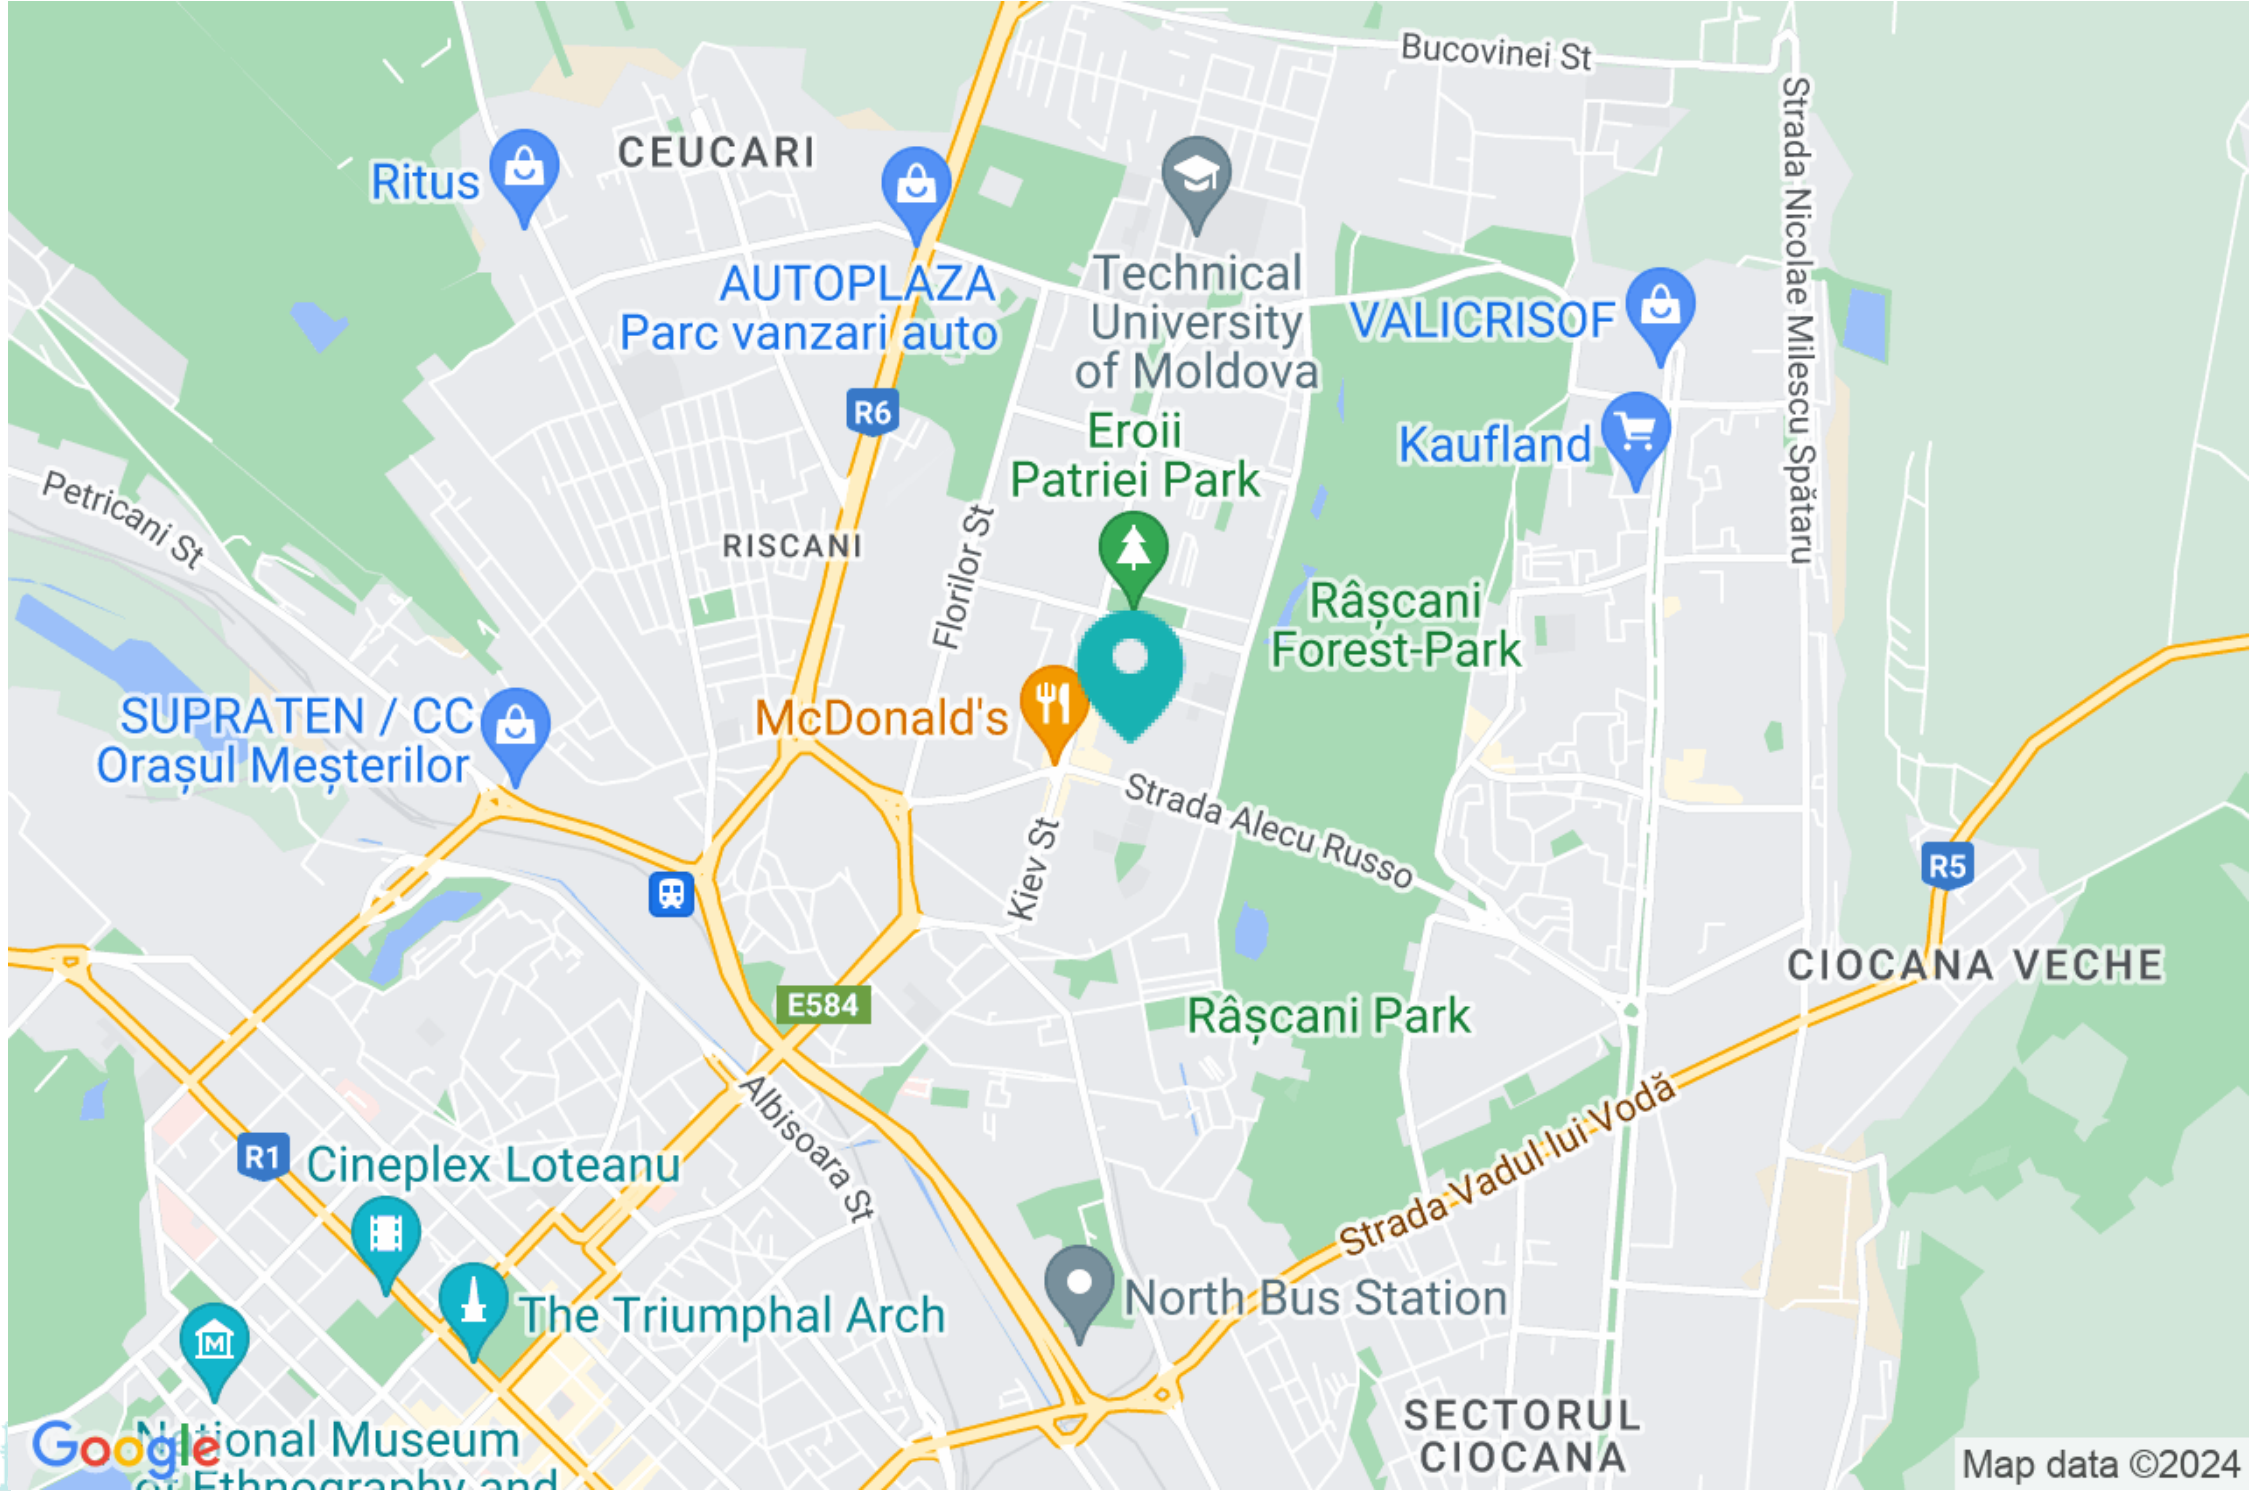 Bucovinei St
Strada Nicolae Milescu Spătaru
CEUCARI
Ritus
AUTOPLAZA
Parc vanzari auto
Technical
University
of Moldova
VALICRISOF
R6
Eroii
Patriei Park
Kaufland
Petricani St
RISCANI
Florilor St
Râșcani
Forest-Park
SUPRATEN / CC
Orașul Meșterilor
McDonald's
Strada Alecu Russo
Kiev St
R5
CIOCANA VECHE
E584
Râșcani Park
Albisoara St
Strada Vadul lui Vodă
R1
Cineplex Loteanu
The Triumphal Arch
North Bus Station
SECTORUL
CIOCANA
National Museum
of Ethnography and
Google
Map data ©2024